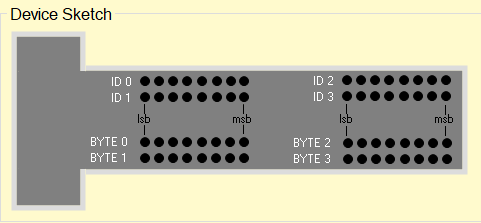 Device Sketch
ID 0
ID 1
lsb msb
BYTE 0
BYTE 1
ID 2
ID 3
lsb msb
BYTE 2
BYTE 3